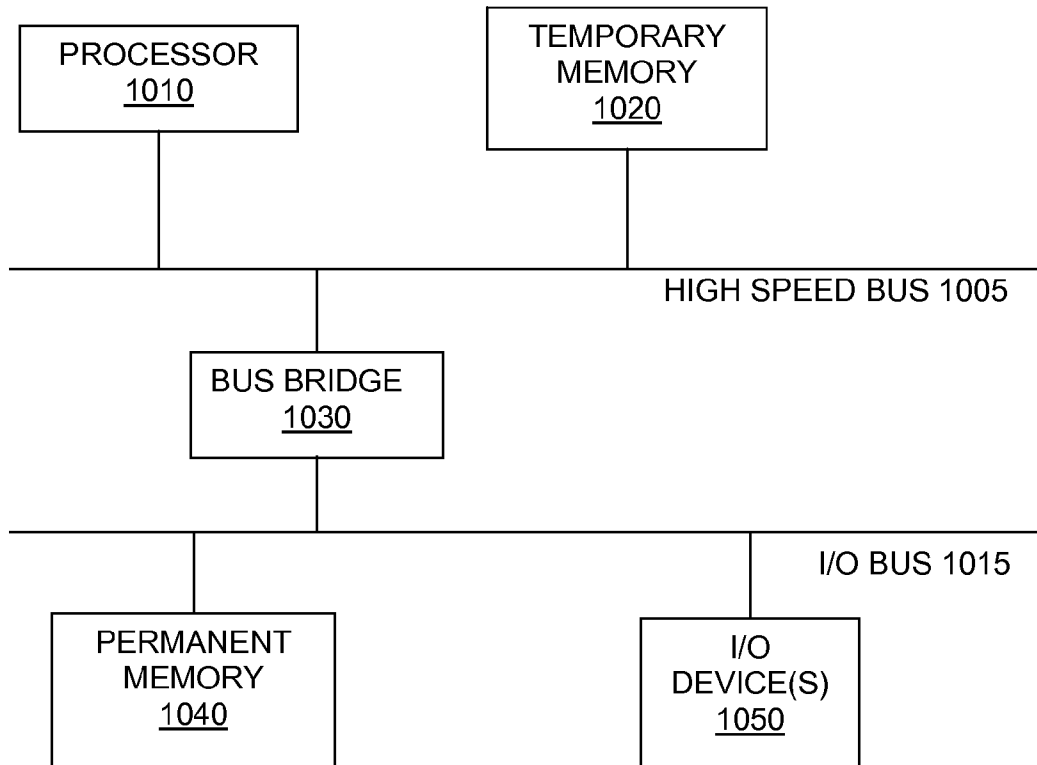 PROCESSOR
1010
TEMPORARY
MEMORY
1020
HIGH SPEED BUS 1005
BUS BRIDGE
1030
I/O BUS 1015
PERMANENT
MEMORY
1040
I/O
DEVICE(S)
1050